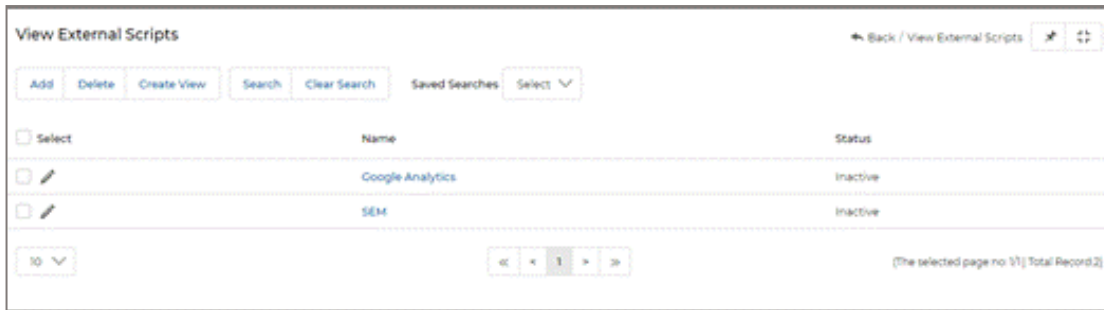 View External Scripts
Back / View External Scripts
Add Delete Create View Search Clear Search Saved Searches Select
Select Name Status
Google Analytics Inactive
SEM Inactive
10 « < 1 > » (The selected page no: 1/1 | Total Record:2)